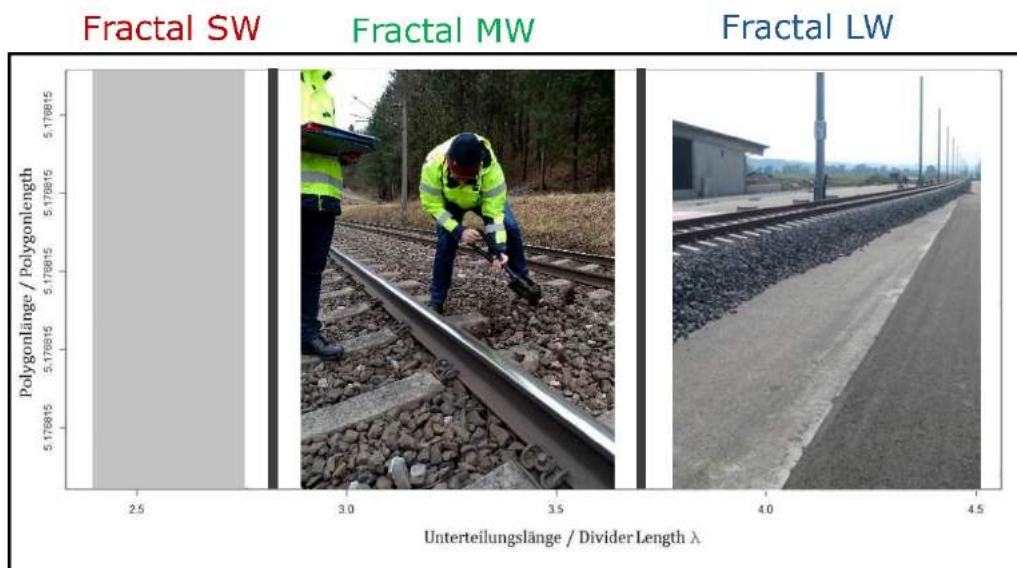 Fractal SW
Fractal MW
Fractal LW
Polygonlänge / Polygonlength
5.176815
5.176815
5.176815
5.176815
5.176815
2.5
3.0
3.5
4.0
4.5
Unterteilungslänge / Divider Length λ